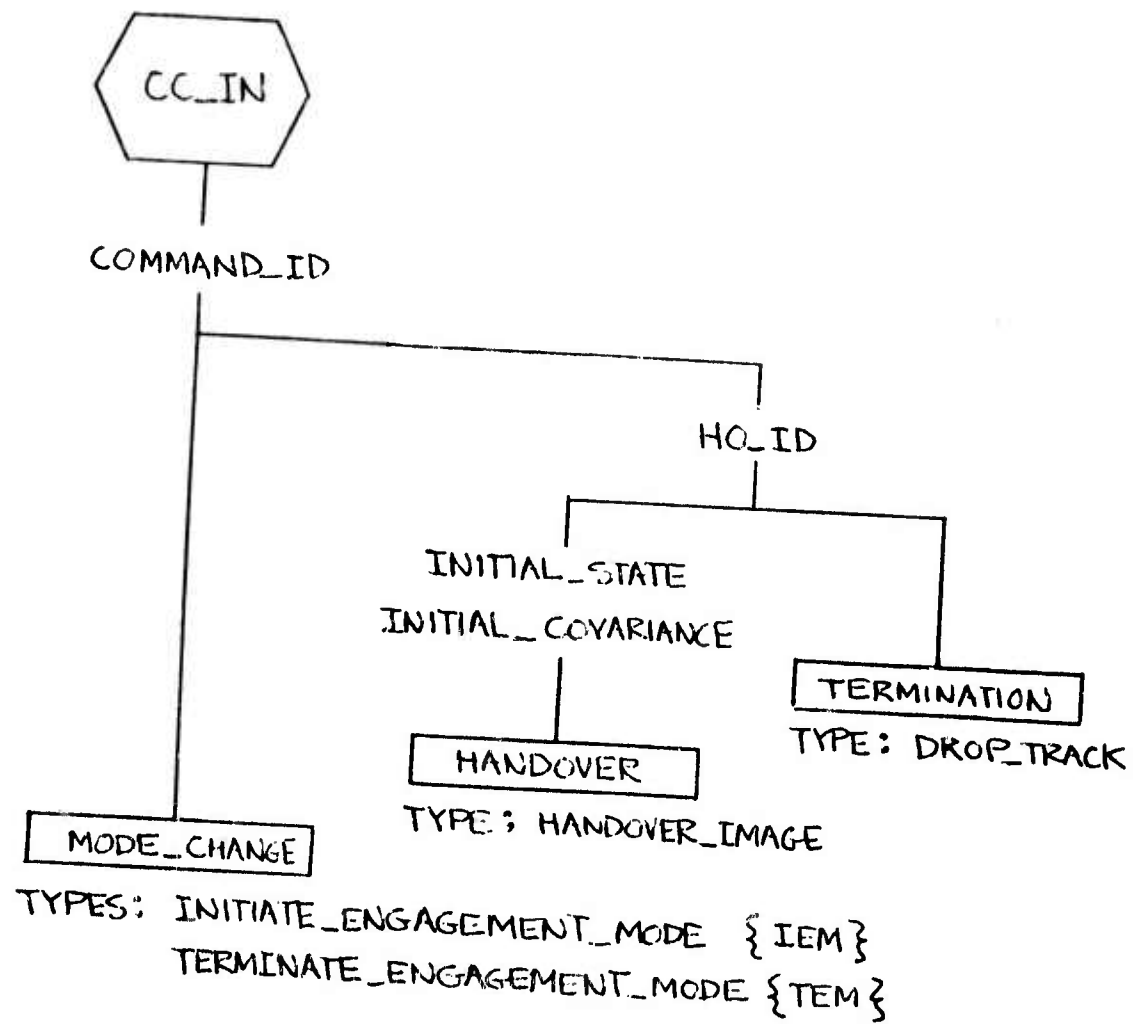 CC_IN
COMMAND_ID
HO_ID
INITIAL_STATE
INITIAL_COVARIANCE
TERMINATION
TYPE: DROP_TRACK
HANDOVER
TYPE: HANDOVER_IMAGE
MODE_CHANGE
TYPES: INITIATE_ENGAGEMENT_MODE {IEM}
TERMINATE_ENGAGEMENT_MODE {TEM}